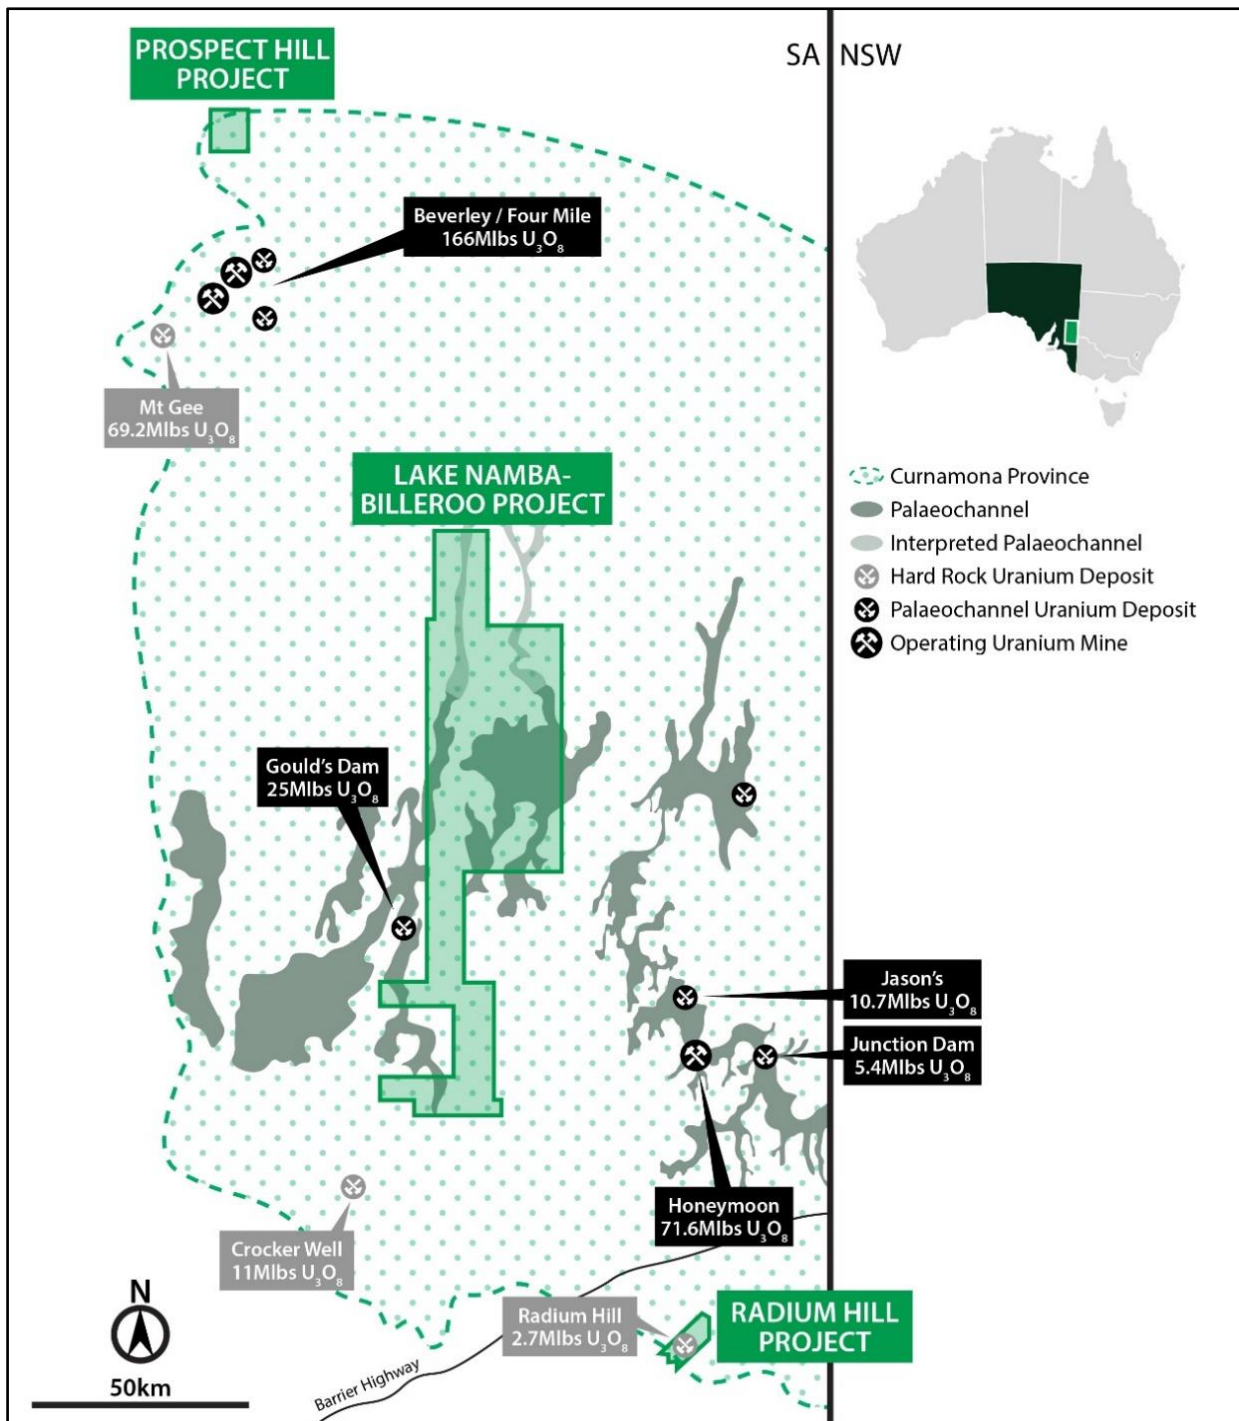 PROSPECT HILL
PROJECT
SA NSW
Beverley / Four Mile
166Mlbs U₃O₈
Mt Gee
69.2Mlbs U₃O₈
LAKE NAMBA-
BILLEROO PROJECT
Curnamona Province
Palaeochannel
Interpreted Palaeochannel
Hard Rock Uranium Deposit
Palaeochannel Uranium Deposit
Operating Uranium Mine
Gould's Dam
25Mlbs U₃O₈
Jason's
10.7Mlbs U₃O₈
Junction Dam
5.4Mlbs U₃O₈
Honeymoon
71.6Mlbs U₃O₈
Crocker Well
11Mlbs U₃O₈
Radium Hill
2.7Mlbs U₃O₈
RADIUM HILL
PROJECT
N
50km
Barrier Highway